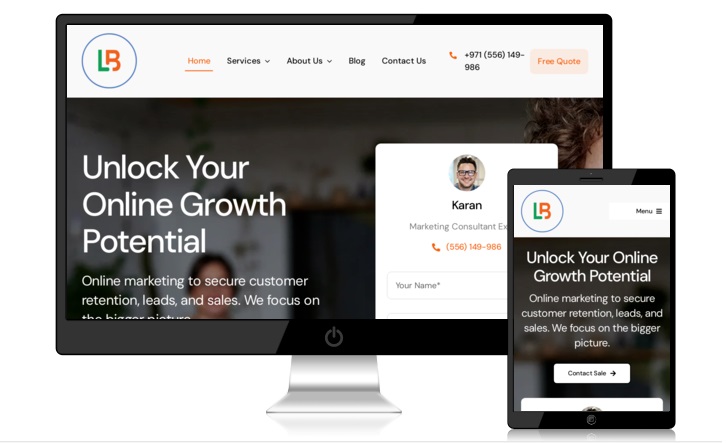 LB
Home
Services
About Us
Blog
Contact Us
+971 (556) 149-
986
Free Quote
Unlock Your
Online Growth
Potential
Online marketing to secure customer
retention, leads, and sales. We focus on
the bigger picture.
Karan
Marketing Consultant Ex
(556) 149-986
Your Name*
LB
Menu
Unlock Your Online
Growth Potential
Online marketing to secure
customer retention, leads, and
sales. We focus on the bigger
picture.
Contact Sale